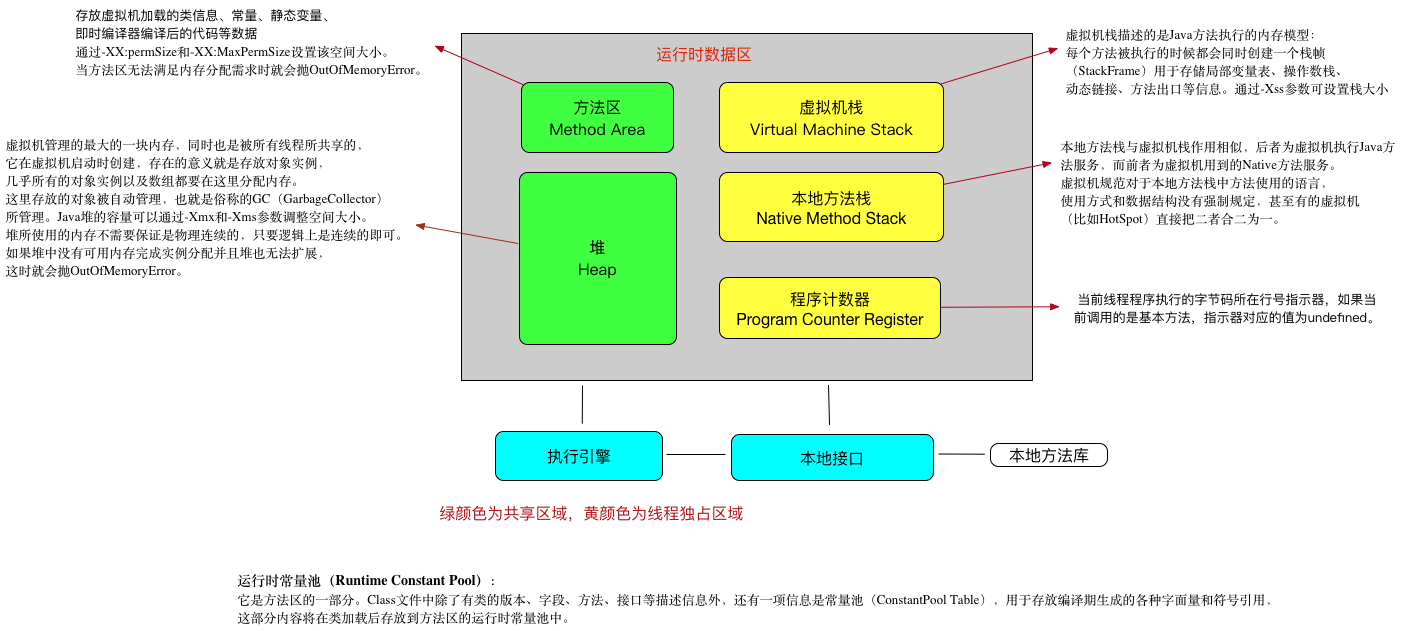 存放虚拟机加载的类信息、常量、静态变量、
即时编译器编译后的代码等数据
通过-XX:permSize和-XX:MaxPermSize设置该空间大小。
当方法区无法满足内存分配需求时就会抛OutOfMemoryError。
虚拟机管理的最大的一块内存，同时也是被所有线程所共享的，
它在虚拟机启动时创建，存在的意义就是存放对象实例，
几乎所有的对象实例以及数组都要在这里分配内存。
这里存放的对象被自动管理，也就是俗称的GC（GarbageCollector）
所管理。Java堆的容量可以通过-Xmx和-Xms参数调整空间大小。
堆所使用的内存不需要保证是物理连续的，只要逻辑上是连续的即可。
如果堆中没有可用内存完成实例分配并且堆也无法扩展，
这时就会抛OutOfMemoryError。
运行时数据区
方法区
Method Area
堆
Heap
虚拟机栈
Virtual Machine Stack
本地方法栈
Native Method Stack
程序计数器
Program Counter Register
虚拟机栈描述的是Java方法执行的内存模型：
每个方法被执行的时候都会同时创建一个栈帧
（StackFrame）用于存储局部变量表、操作数栈、
动态链接、方法出口等信息。通过-Xss参数可设置栈大小
本地方法栈与虚拟机栈作用相似，后者为虚拟机执行Java方
法服务，而前者为虚拟机用到的Native方法服务。
虚拟机规范对于本地方法栈中方法使用的语言，
使用方式和数据结构没有强制规定，甚至有的虚拟机
（比如HotSpot）直接把二者合二为一。
当前线程程序执行的字节码所在行号指示器，如果当
前调用的是基本方法，指示器对应的值为undefined。
执行引擎
本地接口
本地方法库
绿颜色为共享区域，黄颜色为线程独占区域
运行时常量池（Runtime Constant Pool）：
它是方法区的一部分。Class文件中除了有类的版本、字段、方法、接口等描述信息外，还有一项信息是常量池（ConstantPool Table），用于存放编译期生成的各种字面量和符号引用，
这部分内容将在类加载后存放到方法区的运行时常量池中。